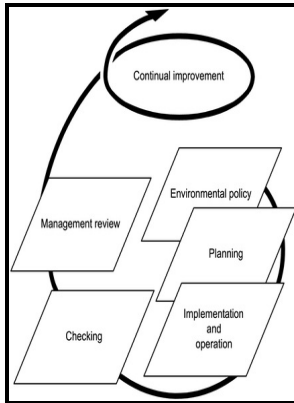 Continual improvement
Environmental policy
Management review
Planning
Implementation
and
operation
Checking